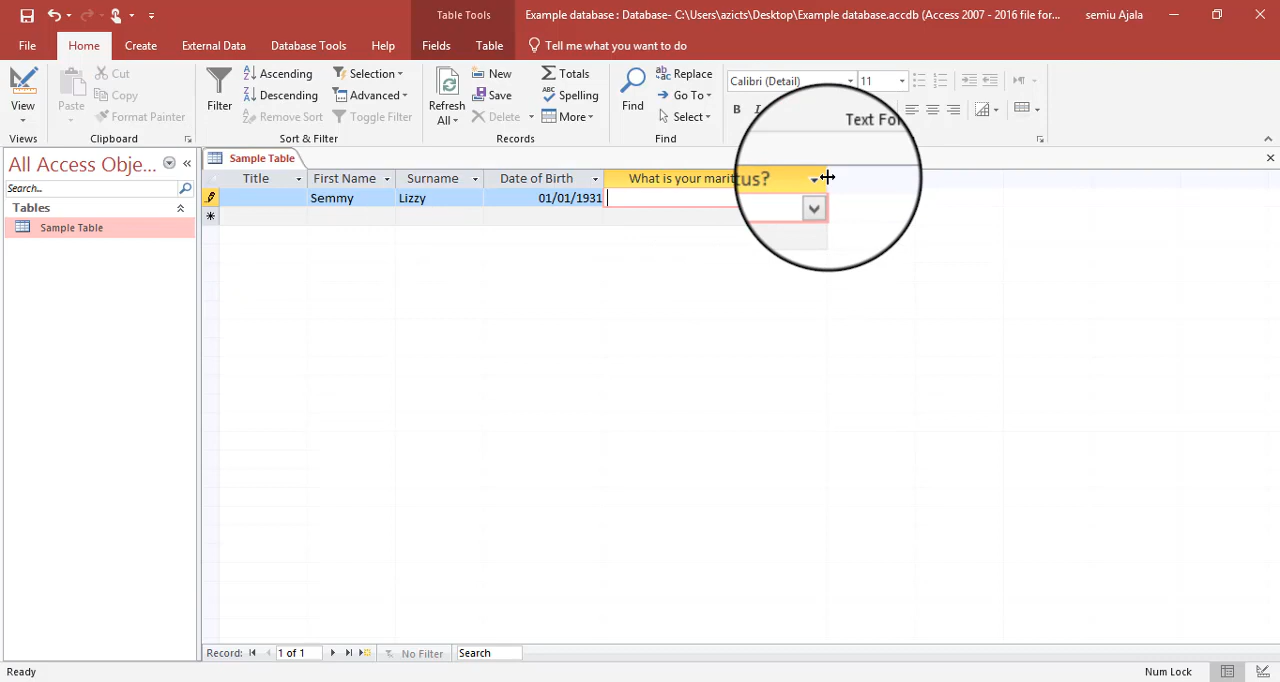 Table Tools
Example database : Database- C:\Users\azicts\Desktop\Example database.accdb (Access 2007 - 2016 file for...
semiu Ajala
File
Home
Create
External Data
Database Tools
Help
Fields
Table
Tell me what you want to do
View
Views
Paste
Cut
Copy
Format Painter
Clipboard
Filter
Ascending
Descending
Remove Sort
Selection
Advanced
Toggle Filter
Sort & Filter
Refresh
All
New
Save
Delete
Totals
Spelling
More
Records
Find
Replace
Go To
Select
Find
Calibri (Detail)
11
B
Text For
All Access Obje...
Search...
Tables
Sample Table
Sample Table
Title
First Name
Surname
Date of Birth
What is your marittus?
Semmy
Lizzy
01/01/1931
Record:
1 of 1
No Filter
Search
Ready
Num Lock